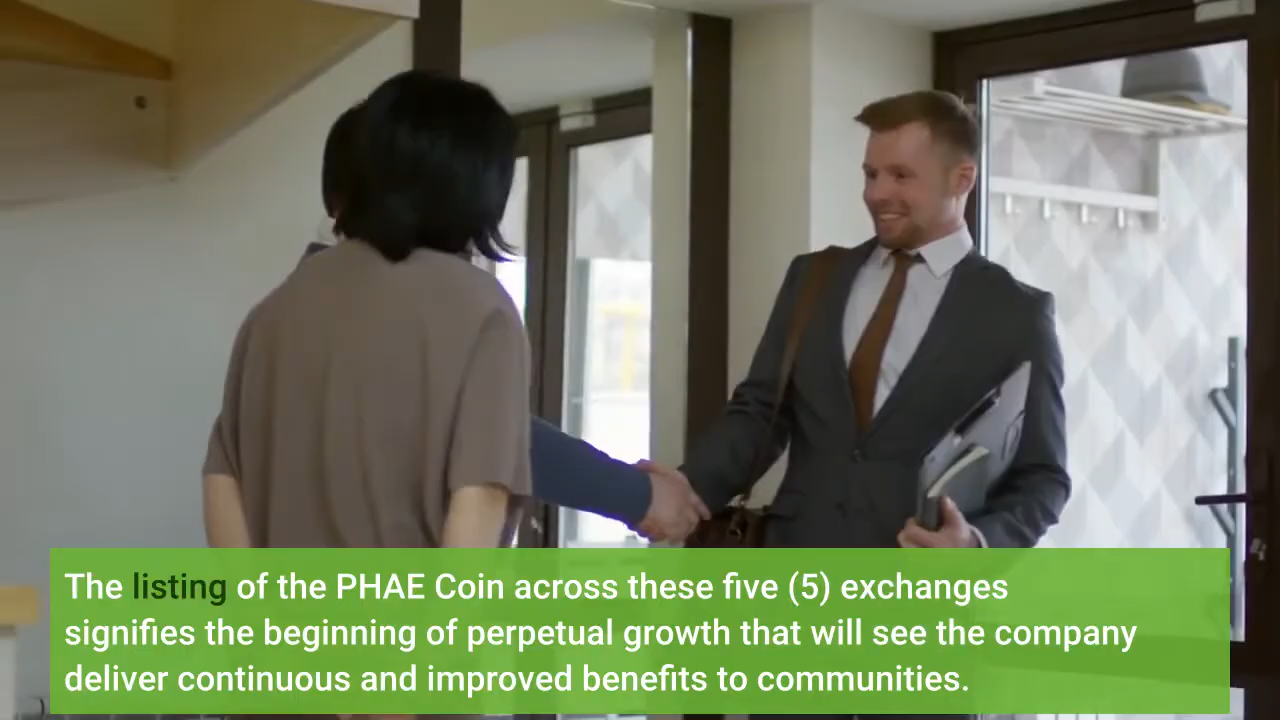 The listing of the PHAE Coin across these five (5) exchanges
signifies the beginning of perpetual growth that will see the company
deliver continuous and improved benefits to communities.